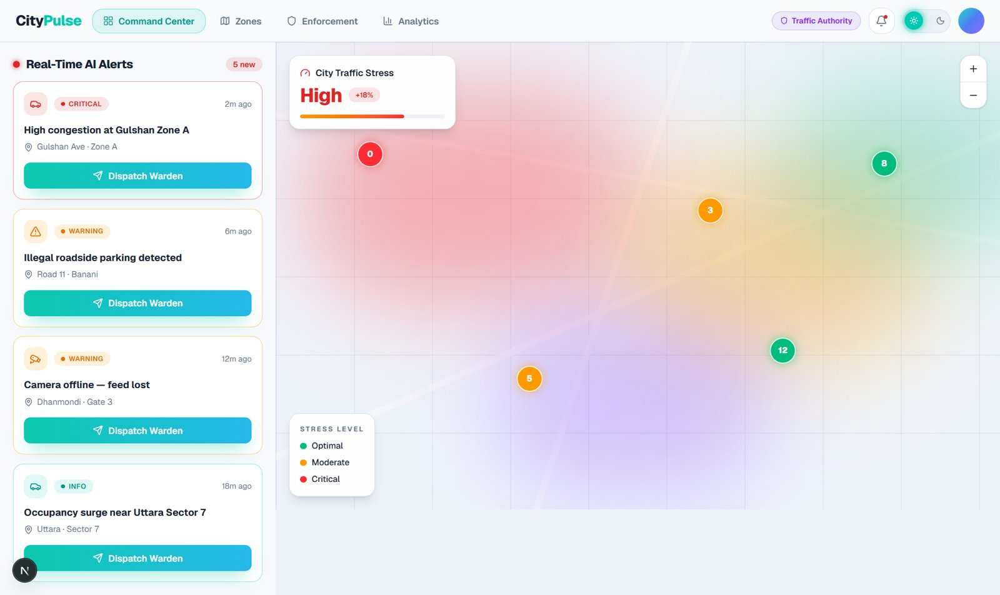 CityPulse
Command Center
Zones
Enforcement
Analytics
Traffic Authority
Real-Time AI Alerts
5 new
CRITICAL
2m ago
High congestion at Gulshan Zone A
Gulshan Ave · Zone A
Dispatch Warden
WARNING
6m ago
Illegal roadside parking detected
Road 11 · Banani
Dispatch Warden
WARNING
12m ago
Camera offline — feed lost
Dhanmondi · Gate 3
Dispatch Warden
INFO
18m ago
Occupancy surge near Uttara Sector 7
Uttara · Sector 7
Dispatch Warden
N
City Traffic Stress
High
+18%
+
−
0
8
3
12
5
STRESS LEVEL
Optimal
Moderate
Critical